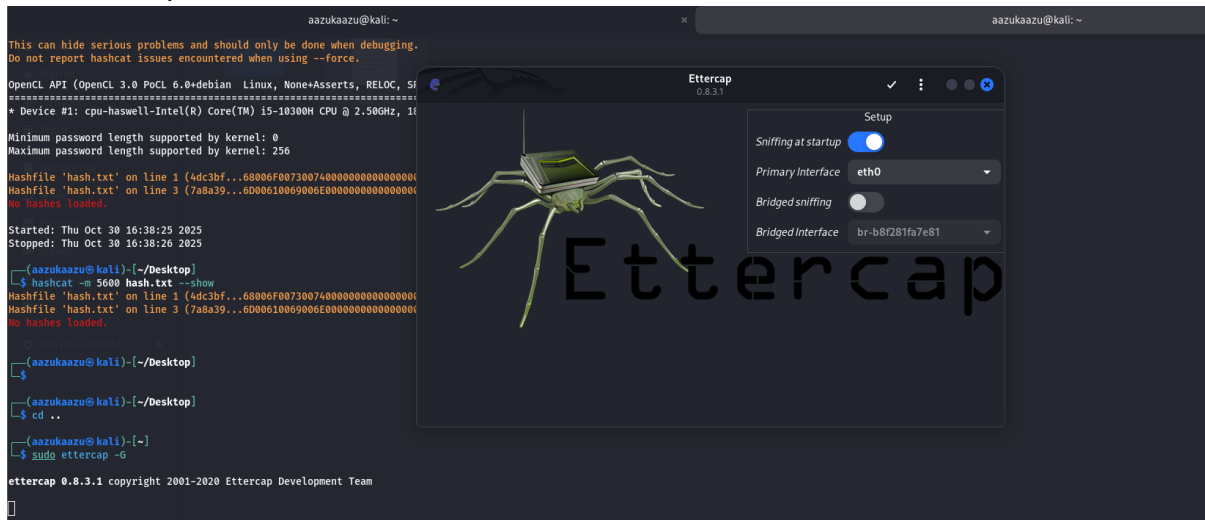 aazukaazu@kali: ~
×
aazukaazu@kali: ~
This can hide serious problems and should only be done when debugging.
Do not report hashcat issues encountered when using --force.
OpenCL API (OpenCL 3.0 PoCL 6.0+debian  Linux, None+Asserts, RELOC,
================================================================
* Device #1: cpu-haswell-Intel(R) Core(TM) i5-10300H CPU @ 2.50GHz,
Minimum password length supported by kernel: 0
Maximum password length supported by kernel: 256
Hashfile 'hash.txt' on line 1 (4dc3bf...68006F0073007400000000000000
Hashfile 'hash.txt' on line 3 (7a8a39...6D00610069006E00000000000000
No hashes loaded.
Started: Thu Oct 30 16:38:25 2025
Stopped: Thu Oct 30 16:38:26 2025
┌──(aazukaazu㉿kali)-[~/Desktop]
└─$ hashcat -m 5600 hash.txt --show
Hashfile 'hash.txt' on line 1 (4dc3bf...68006F0073007400000000000000
Hashfile 'hash.txt' on line 3 (7a8a39...6D00610069006E00000000000000
No hashes loaded.
┌──(aazukaazu㉿kali)-[~/Desktop]
└─$
┌──(aazukaazu㉿kali)-[~/Desktop]
└─$ cd ..
┌──(aazukaazu㉿kali)-[~]
└─$ sudo ettercap -G
ettercap 0.8.3.1 copyright 2001-2020 Ettercap Development Team
Ettercap
0.8.3.1
Setup
Sniffing at startup
Primary Interface eth0
Bridged sniffing
Bridged Interface br-b8f281fa7e81
Ettercap